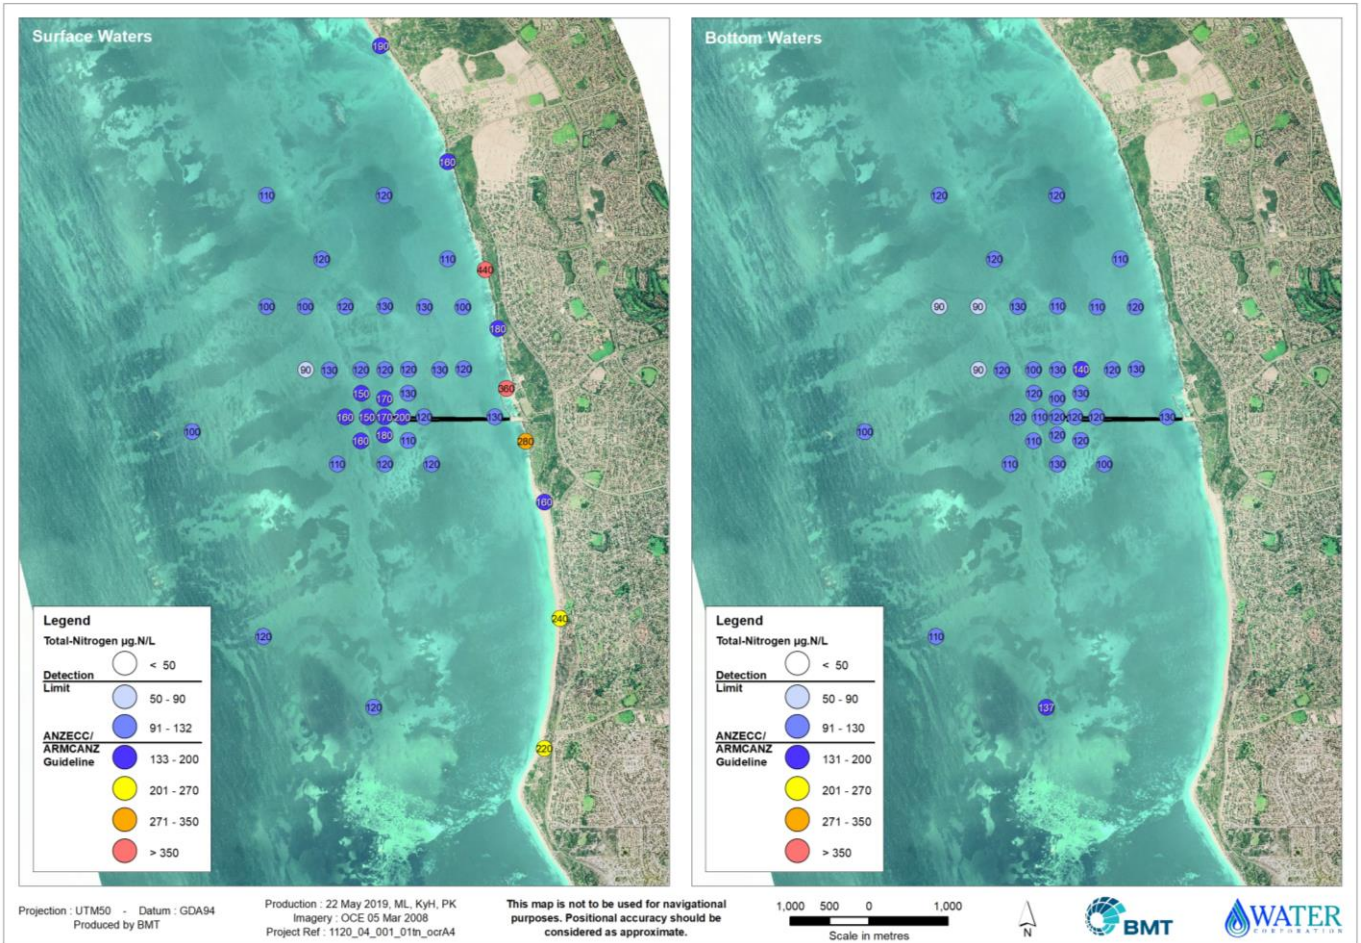 Surface Waters
190
160
110
120
120
110
440
100
100
120
130
130
100
180
90
130
120
120
120
130
120
360
150
170
130
160
150
170
200
120
130
100
160
180
110
280
110
120
120
160
240
120
120
220
Legend
Total-Nitrogen µg.N/L
< 50
Detection
Limit
50 - 90
91 - 132
ANZECC/
ARMCANZ
Guideline
133 - 200
201 - 270
271 - 350
> 350
Bottom Waters
120
120
120
110
90
90
130
110
110
120
90
120
100
130
140
120
130
120
100
130
120
110
120
120
120
130
100
110
120
120
110
130
100
110
137
Legend
Total-Nitrogen µg.N/L
< 50
Detection
Limit
50 - 90
91 - 130
ANZECC/
ARMCANZ
Guideline
131 - 200
201 - 270
271 - 350
> 350
Projection : UTM50 - Datum : GDA94
Produced by BMT
Production : 22 May 2019, ML, KyH, PK
Imagery : OCE 05 Mar 2008
Project Ref : 1120_04_001_01tn_ocrA4
This map is not to be used for navigational
purposes. Positional accuracy should be
considered as approximate.
1,000 500 0 1,000
Scale in metres
N
BMT
WATER
CORPORATION